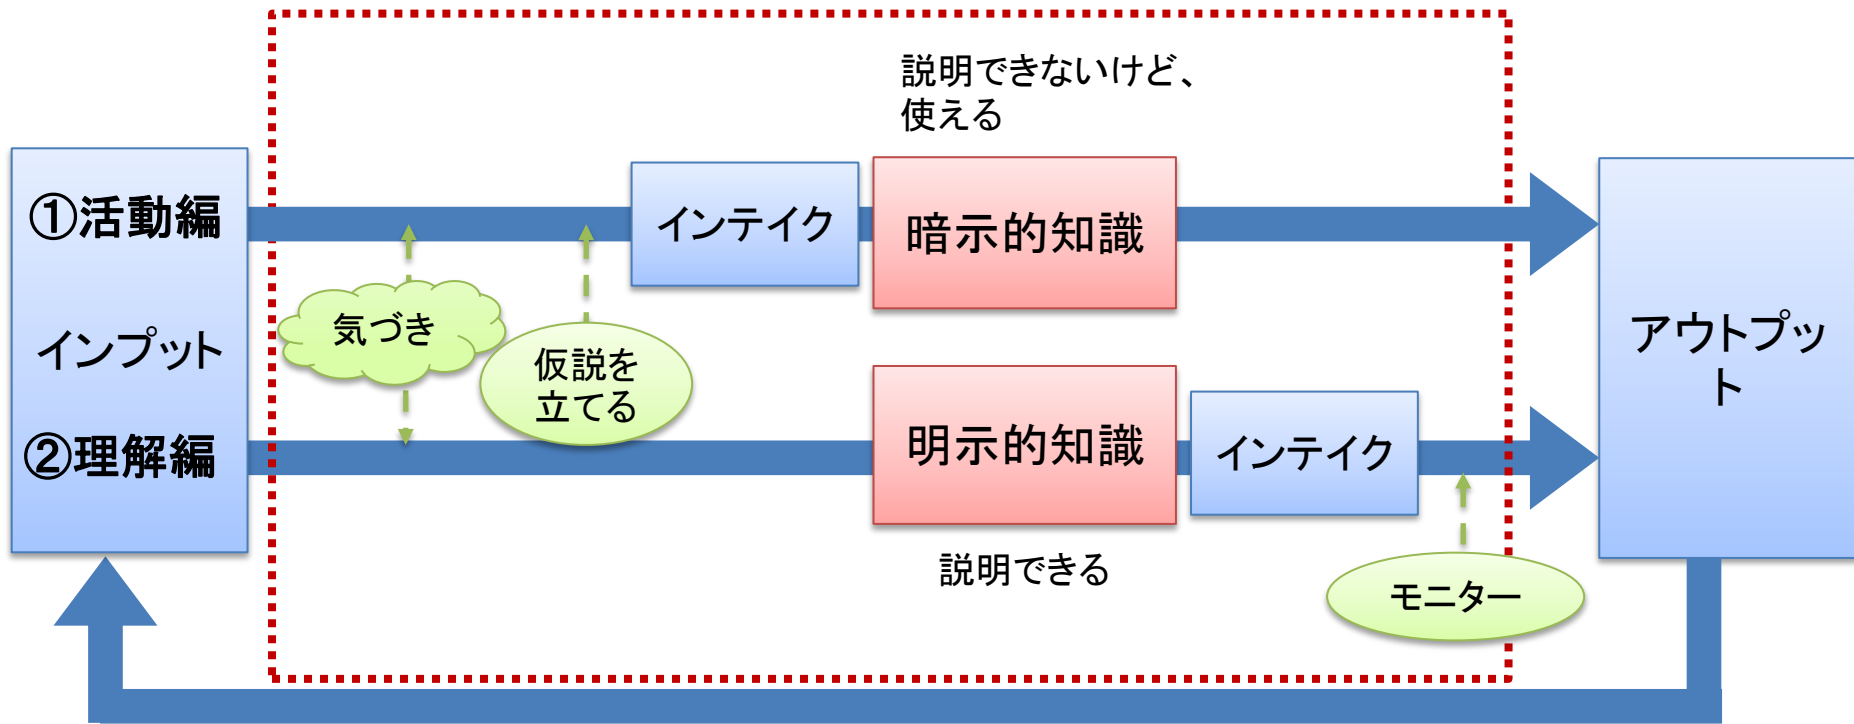 説明できないけど、
使える
①活動編
インプット
②理解編
インテイク
暗示的知識
気づき
仮説を
立てる
明示的知識
インテイク
説明できる
モニター
アウトプッ
ト